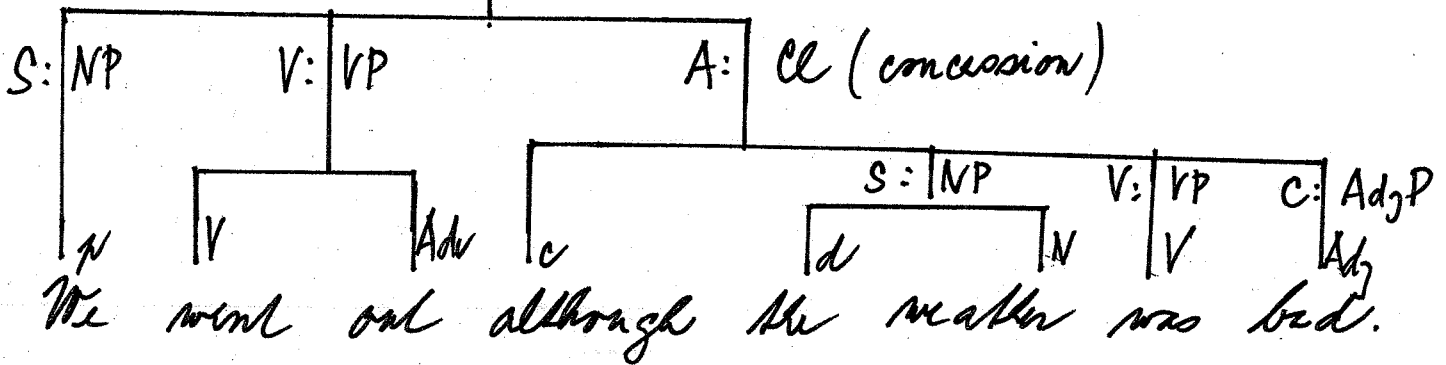 S: NP V: VP A: Cl (concession)
S: NP V: VP C: AdjP
p V Adv c d N V Adj
We went out although the weather was bad.